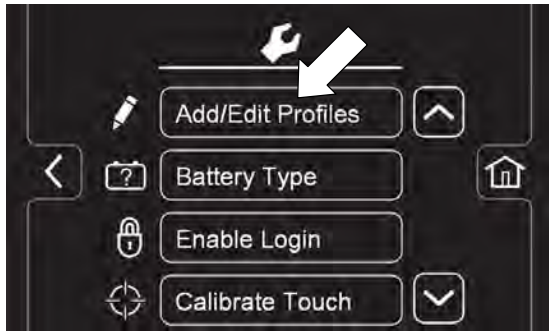 Add/Edit Profiles
Battery Type
Enable Login
Calibrate Touch